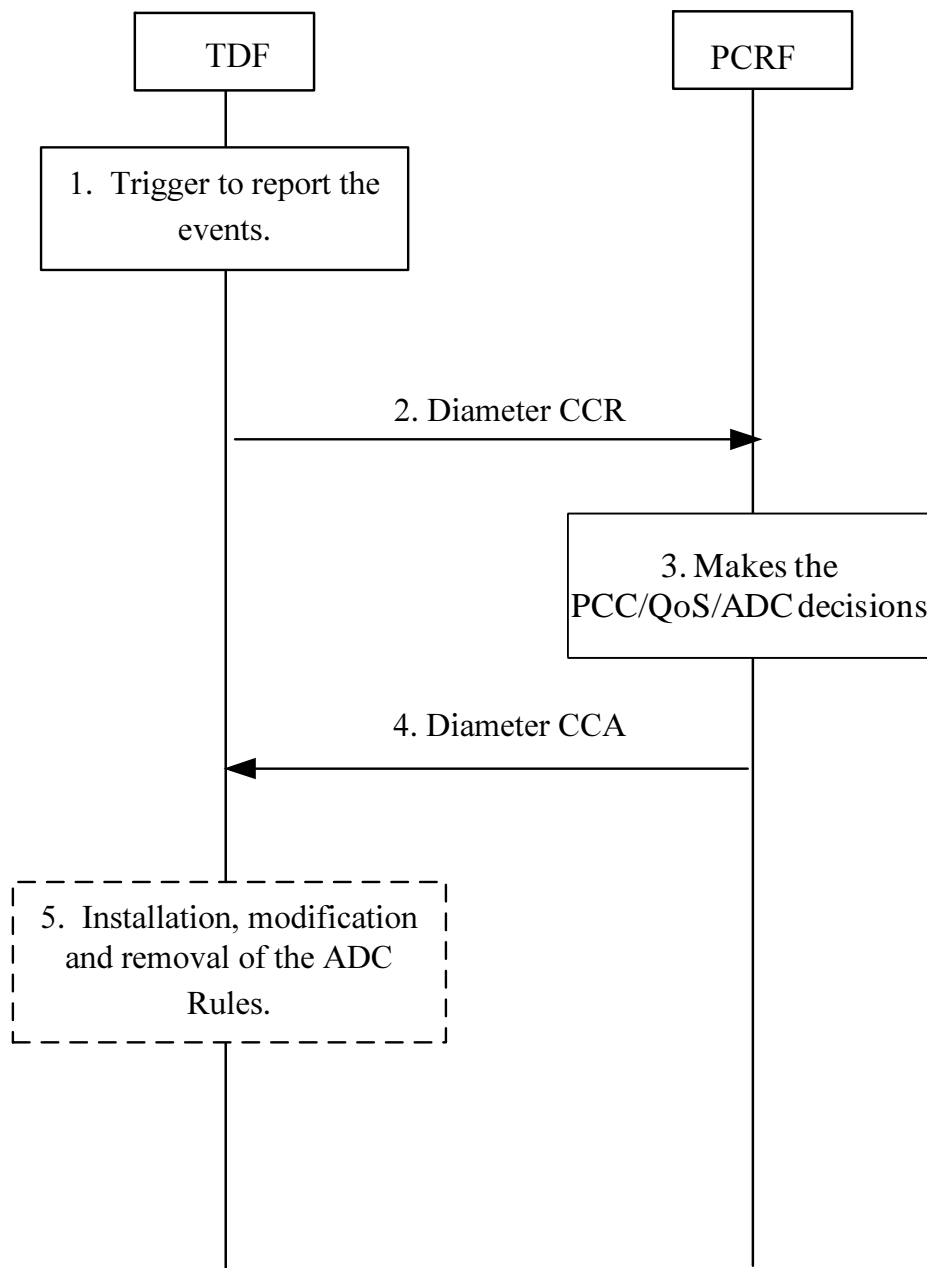 TDF
PCRF
1. Trigger to report the
events.
2. Diameter CCR
3. Makes the
PCC/QoS/ADC decisions
4. Diameter CCA
5. Installation, modification
and removal of the ADC
Rules.